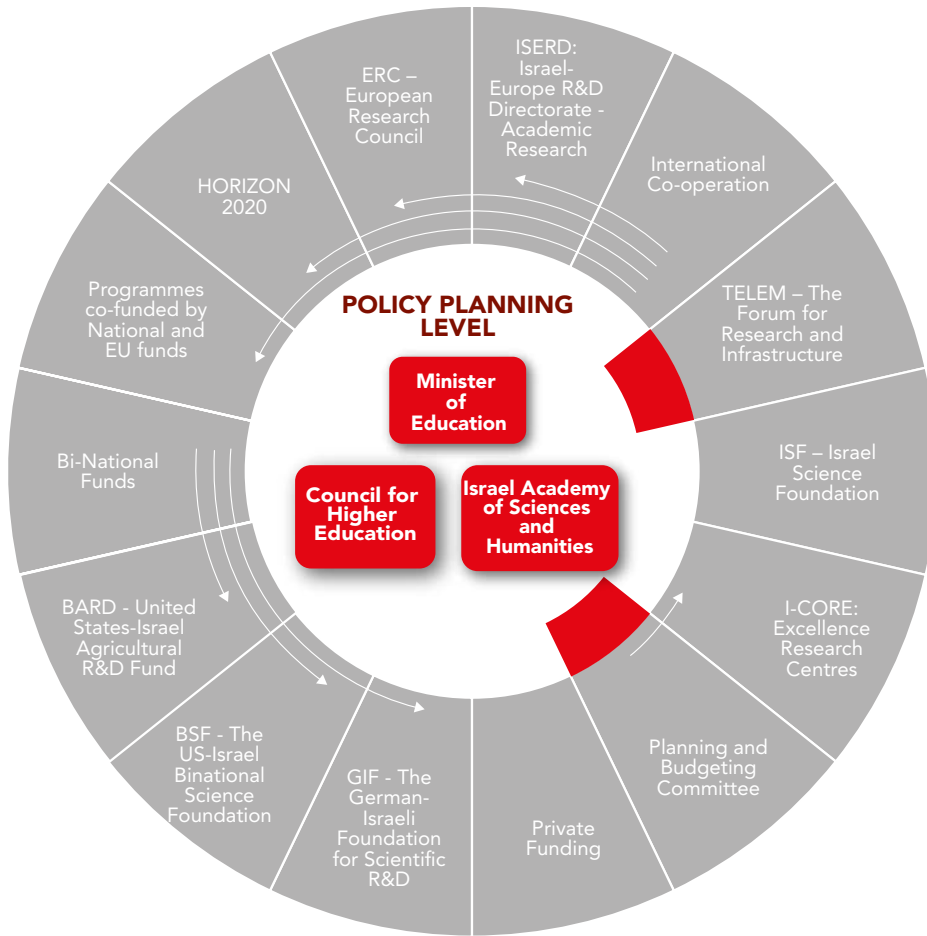 ERC –
European
Research
Council
ISERD:
Israel-
Europe R&D
Directorate -
Academic
Research
International
Co-operation
TELEM – The
Forum for
Research and
Infrastructure
ISF – Israel
Science
Foundation
I-CORE:
Excellence
Research
Centres
Planning and
Budgeting
Committee
Private
Funding
GIF - The
German-
Israeli
Foundation
for Scientific
R&D
BSF - The
US-Israel
Binational
Science
Foundation
BARD - United
States-Israel
Agricultural
R&D Fund
Bi-National
Funds
Programmes
co-funded by
National and
EU funds
HORIZON
2020
POLICY PLANNING
LEVEL
Minister
of
Education
Council for
Higher
Education
Israel Academy
of Sciences
and
Humanities